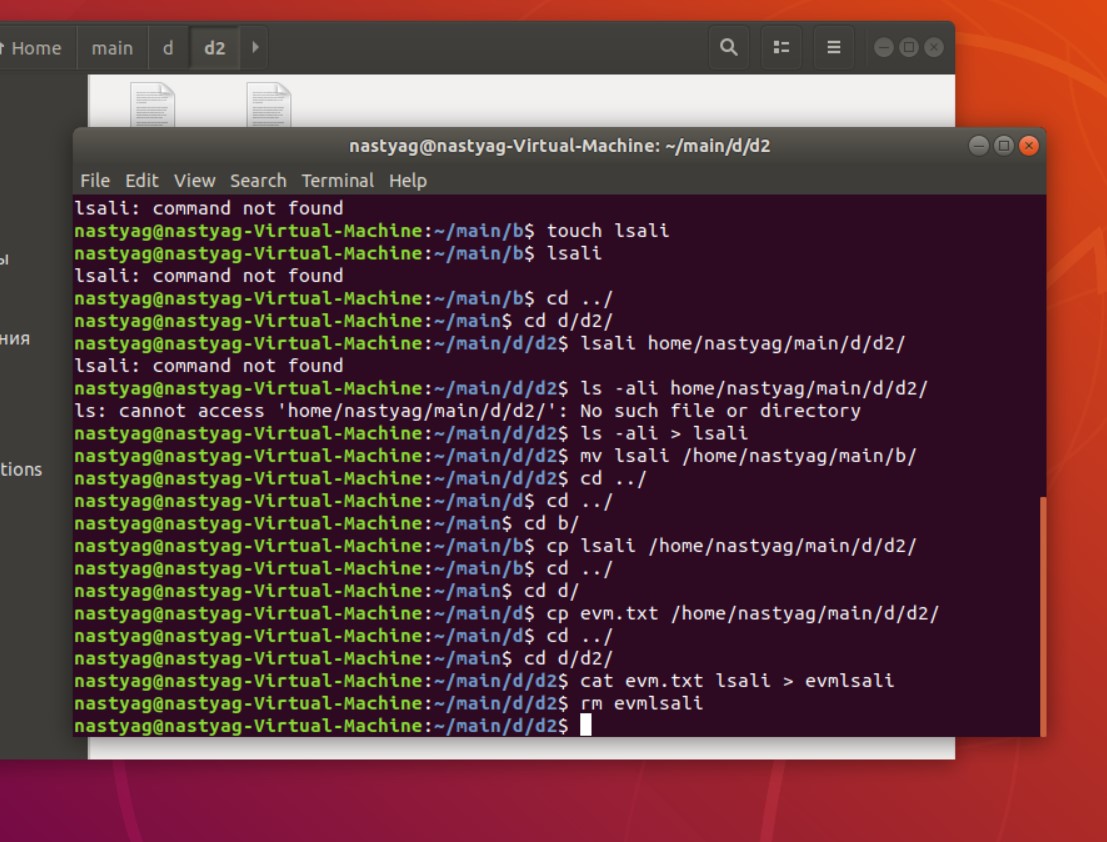 Home main d d2
nastyag@nastyag-Virtual-Machine: ~/main/d/d2
File Edit View Search Terminal Help
lsali: command not found
nastyag@nastyag-Virtual-Machine:~/main/b$ touch lsali
nastyag@nastyag-Virtual-Machine:~/main/b$ lsali
lsali: command not found
nastyag@nastyag-Virtual-Machine:~/main/b$ cd ../
nastyag@nastyag-Virtual-Machine:~/main$ cd d/d2/
nastyag@nastyag-Virtual-Machine:~/main/d/d2$ lsali home/nastyag/main/d/d2/
lsali: command not found
nastyag@nastyag-Virtual-Machine:~/main/d/d2$ ls -ali home/nastyag/main/d/d2/
ls: cannot access 'home/nastyag/main/d/d2/': No such file or directory
nastyag@nastyag-Virtual-Machine:~/main/d/d2$ ls -ali > lsali
nastyag@nastyag-Virtual-Machine:~/main/d/d2$ mv lsali /home/nastyag/main/b/
nastyag@nastyag-Virtual-Machine:~/main/d/d2$ cd ../
nastyag@nastyag-Virtual-Machine:~/main/d$ cd ../
nastyag@nastyag-Virtual-Machine:~/main$ cd b/
nastyag@nastyag-Virtual-Machine:~/main/b$ cp lsali /home/nastyag/main/d/d2/
nastyag@nastyag-Virtual-Machine:~/main/b$ cd ../
nastyag@nastyag-Virtual-Machine:~/main$ cd d/
nastyag@nastyag-Virtual-Machine:~/main/d$ cp evm.txt /home/nastyag/main/d/d2/
nastyag@nastyag-Virtual-Machine:~/main/d$ cd ../
nastyag@nastyag-Virtual-Machine:~/main$ cd d/d2/
nastyag@nastyag-Virtual-Machine:~/main/d/d2$ cat evm.txt lsali > evmlsali
nastyag@nastyag-Virtual-Machine:~/main/d/d2$ rm evmlsali
nastyag@nastyag-Virtual-Machine:~/main/d/d2$
ы
ния
tions